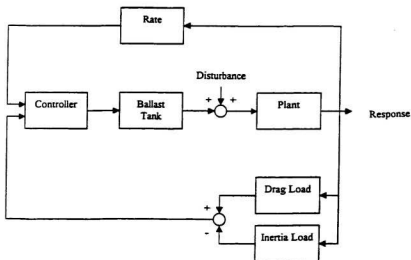 Rate
Disturbance
Controller
Ballast
Tank
+
+
Plant
Response
Drag Load
+
-
Inertia Load